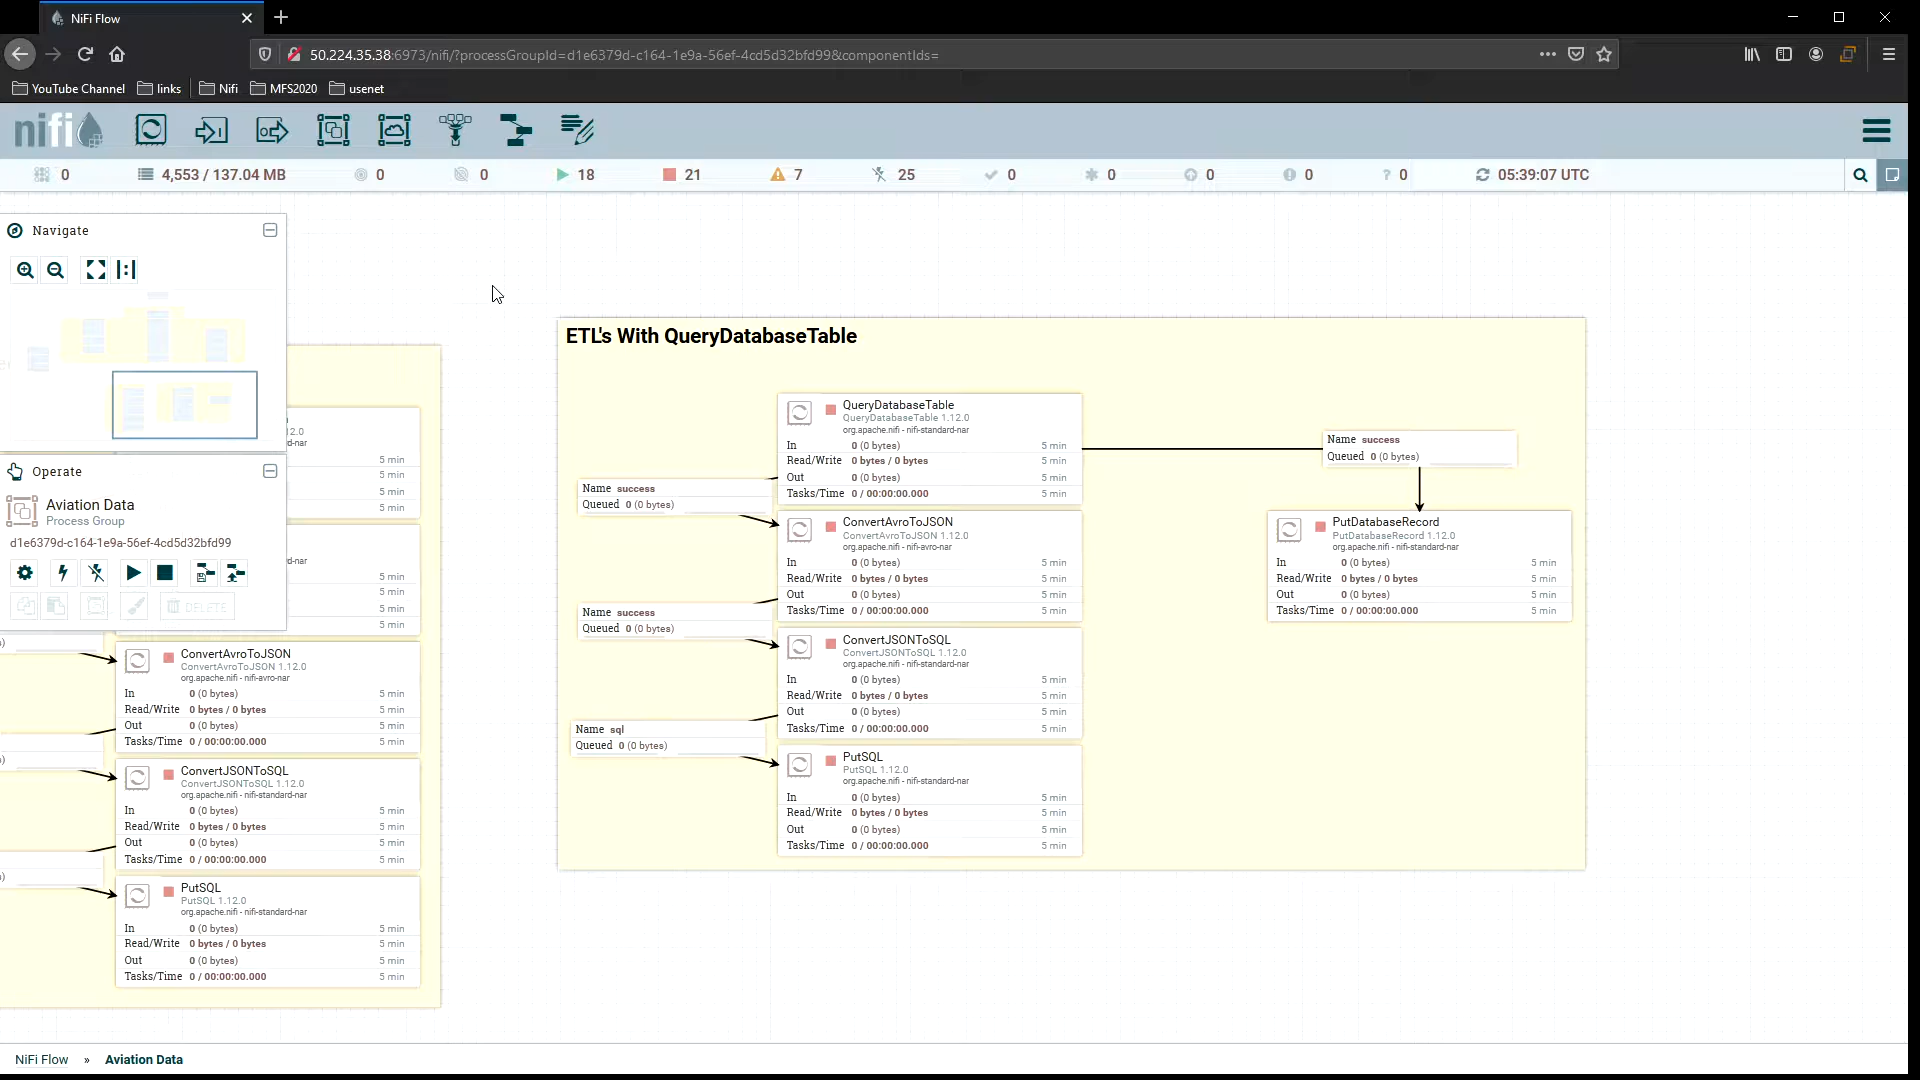 NiFi Flow
50.224.35.38:6973/nifi/?processGroupId=d1e6379d-c164-1e9a-56ef-4cd5d32bfd99&componentIds=
YouTube Channel links Nifi MFS2020 usenet
nifi
0 4,553 / 137.04 MB 0 0 18 21 7 25 0 0 0 0 ? 0 05:39:07 UTC
Navigate
Operate
Aviation Data
Process Group
d1e6379d-c164-1e9a-56ef-4cd5d32bfd99
DELETE
5 min
5 min
5 min
5 min
5 min
5 min
5 min
5 min
ConvertAvroToJSON
ConvertAvroToJSON 1.12.0
org.apache.nifi - nifi-avro-nar
In 0 (0 bytes) 5 min
Read/Write 0 bytes / 0 bytes 5 min
Out 0 (0 bytes) 5 min
Tasks/Time 0 / 00:00:00.000 5 min
ConvertJSONToSQL
ConvertJSONToSQL 1.12.0
org.apache.nifi - nifi-standard-nar
In 0 (0 bytes) 5 min
Read/Write 0 bytes / 0 bytes 5 min
Out 0 (0 bytes) 5 min
Tasks/Time 0 / 00:00:00.000 5 min
PutSQL
PutSQL 1.12.0
org.apache.nifi - nifi-standard-nar
In 0 (0 bytes) 5 min
Read/Write 0 bytes / 0 bytes 5 min
Out 0 (0 bytes) 5 min
Tasks/Time 0 / 00:00:00.000 5 min
ETL's With QueryDatabaseTable
QueryDatabaseTable
QueryDatabaseTable 1.12.0
org.apache.nifi - nifi-standard-nar
In 0 (0 bytes) 5 min
Read/Write 0 bytes / 0 bytes 5 min
Out 0 (0 bytes) 5 min
Tasks/Time 0 / 00:00:00.000 5 min
Name success
Queued 0 (0 bytes)
ConvertAvroToJSON
ConvertAvroToJSON 1.12.0
org.apache.nifi - nifi-avro-nar
In 0 (0 bytes) 5 min
Read/Write 0 bytes / 0 bytes 5 min
Out 0 (0 bytes) 5 min
Tasks/Time 0 / 00:00:00.000 5 min
Name success
Queued 0 (0 bytes)
ConvertJSONToSQL
ConvertJSONToSQL 1.12.0
org.apache.nifi - nifi-standard-nar
In 0 (0 bytes) 5 min
Read/Write 0 bytes / 0 bytes 5 min
Out 0 (0 bytes) 5 min
Tasks/Time 0 / 00:00:00.000 5 min
Name sql
Queued 0 (0 bytes)
PutSQL
PutSQL 1.12.0
org.apache.nifi - nifi-standard-nar
In 0 (0 bytes) 5 min
Read/Write 0 bytes / 0 bytes 5 min
Out 0 (0 bytes) 5 min
Tasks/Time 0 / 00:00:00.000 5 min
Name success
Queued 0 (0 bytes)
PutDatabaseRecord
PutDatabaseRecord 1.12.0
org.apache.nifi - nifi-standard-nar
In 0 (0 bytes) 5 min
Read/Write 0 bytes / 0 bytes 5 min
Out 0 (0 bytes) 5 min
Tasks/Time 0 / 00:00:00.000 5 min
NiFi Flow » Aviation Data